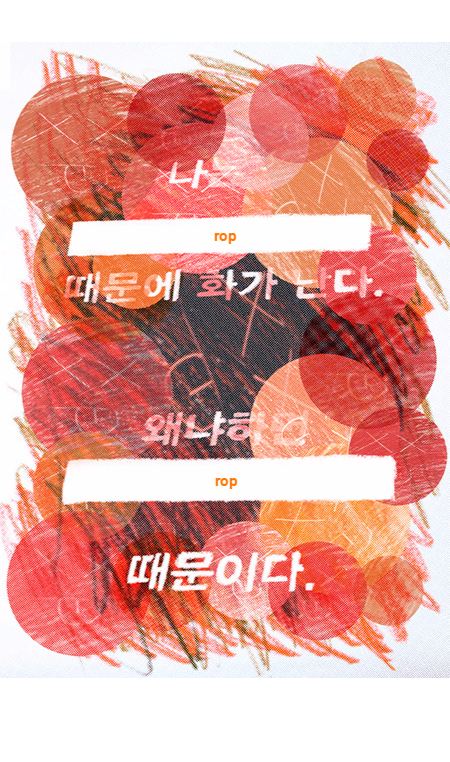 나는
rop
때문에 화가 난다.
왜냐하면
rop
때문이다.